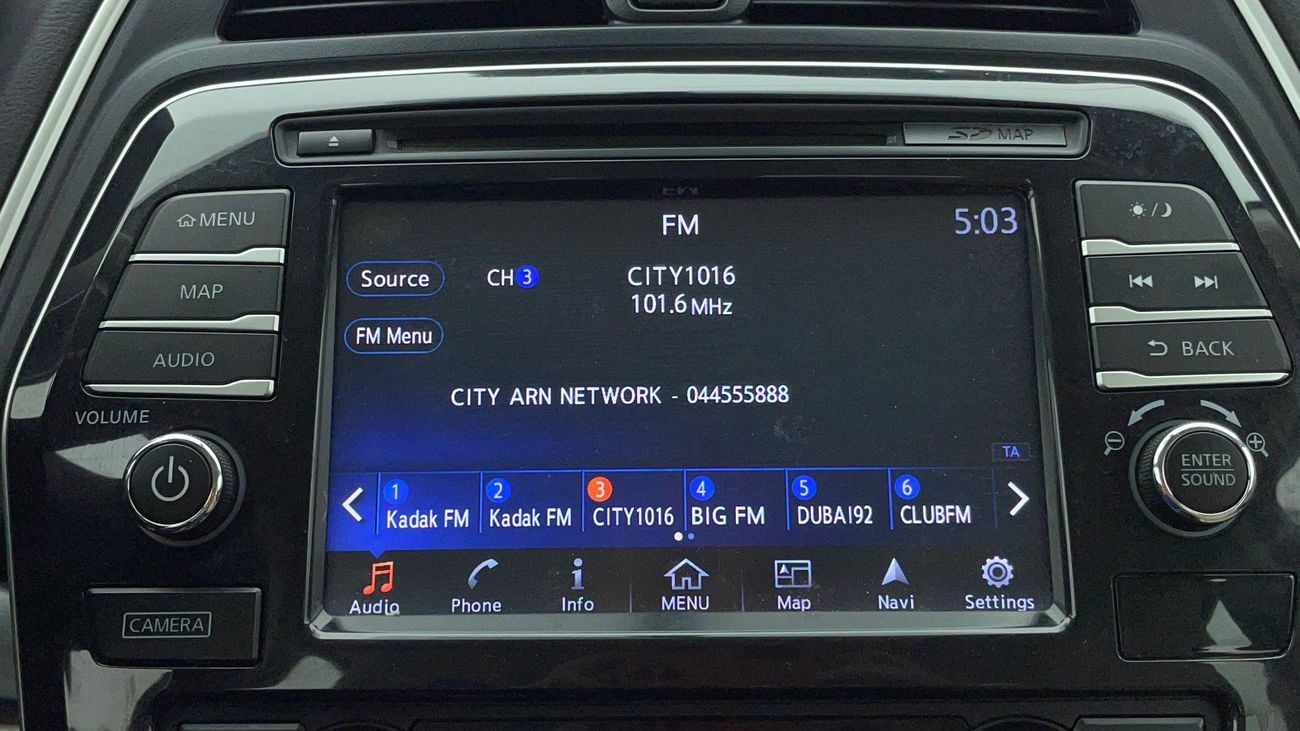 SD MAP
MENU
MAP
AUDIO
VOLUME
CAMERA
FM
5:03
Source
CH 3
CITY1016
101.6 MHz
FM Menu
CITY ARN NETWORK - 044555888
TA
1 Kadak FM
2 Kadak FM
3 CITY1016
4 BIG FM
5 DUBAI92
6 CLUBFM
Audio
Phone
Info
MENU
Map
Navi
Settings
BACK
ENTER
SOUND